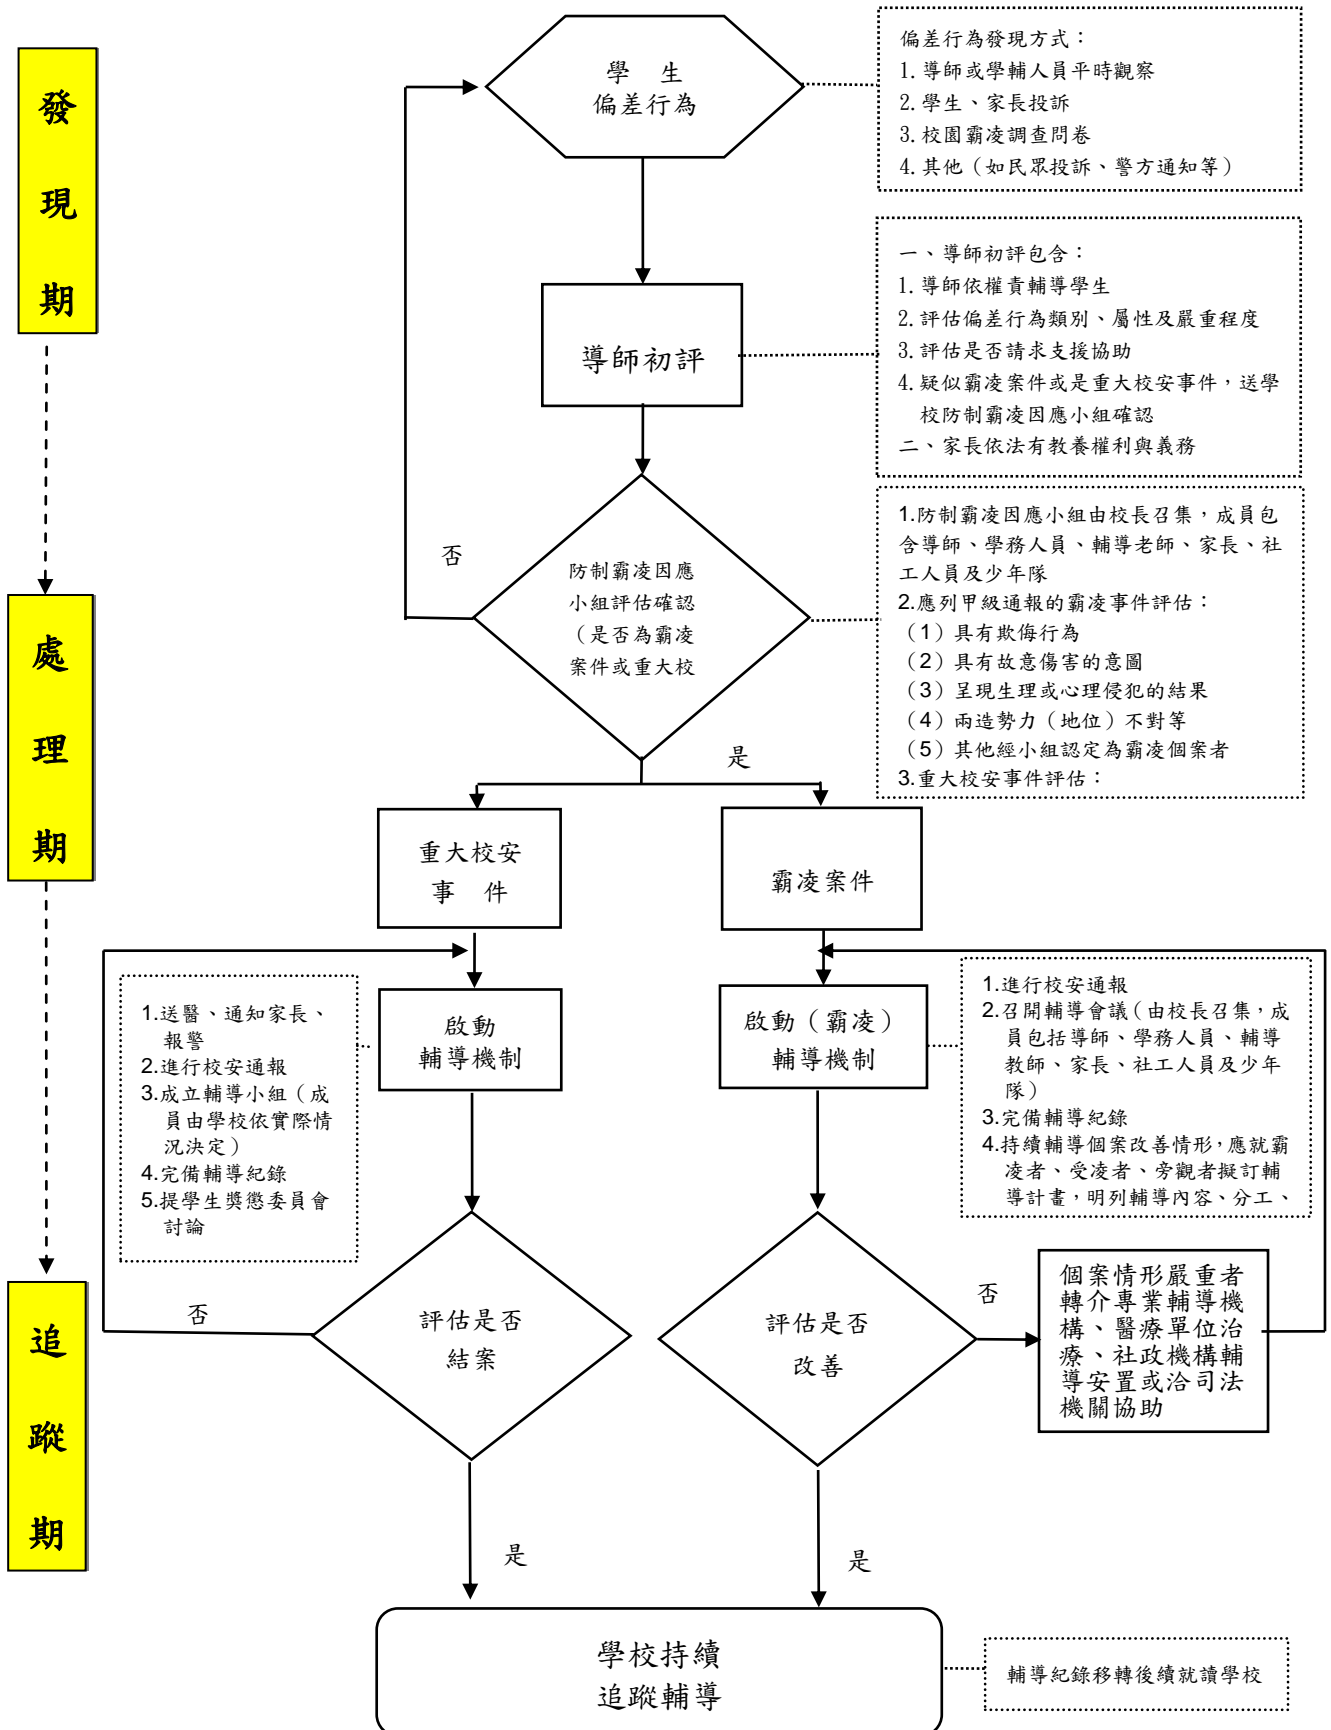 發
現
期
學 生
偏差行為
偏差行為發現方式：
1.導師或學輔人員平時觀察
2.學生、家長投訴
3.校園霸凌調查問卷
4.其他（如民眾投訴、警方通知等）
導師初評
一、導師初評包含：
1.導師依權責輔導學生
2.評估偏差行為類別、屬性及嚴重程度
3.評估是否請求支援協助
4.疑似霸凌案件或是重大校安事件，送學
校防制霸凌因應小組確認
二、家長依法有教養權利與義務
處
理
期
否
防制霸凌因應
小組評估確認
（是否為霸凌
案件或重大校
是
1.防制霸凌因應小組由校長召集，成員包
含導師、學務人員、輔導老師、家長、社
工人員及少年隊
2.應列甲級通報的霸凌事件評估：
（1）具有欺侮行為
（2）具有故意傷害的意圖
（3）呈現生理或心理侵犯的結果
（4）兩造勢力（地位）不對等
（5）其他經小組認定為霸凌個案者
3.重大校安事件評估：
重大校安
事 件
霸凌案件
1.送醫、通知家長、
報警
2.進行校安通報
3.成立輔導小組（成
員由學校依實際情
況決定）
4.完備輔導紀錄
5.提學生獎懲委員會
討論
啟動
輔導機制
啟動（霸凌）
輔導機制
1.進行校安通報
2.召開輔導會議（由校長召集，成
員包括導師、學務人員、輔導
教師、家長、社工人員及少年
隊）
3.完備輔導紀錄
4.持續輔導個案改善情形，應就霸
凌者、受凌者、旁觀者擬訂輔
導計畫，明列輔導內容、分工、
追
蹤
期
否
評估是否
結案
評估是否
改善
否
個案情形嚴重者
轉介專業輔導機
構、醫療單位治
療、社政機構輔
導安置或洽司法
機關協助
是
是
學校持續
追蹤輔導
輔導紀錄移轉後續就讀學校